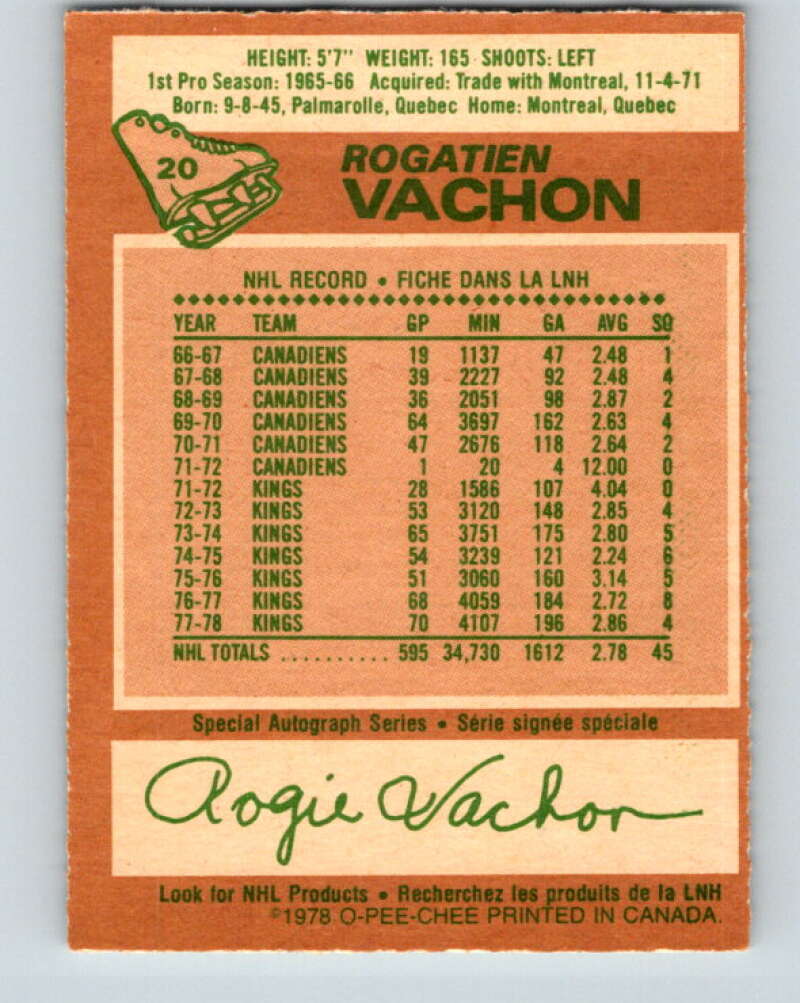 HEIGHT: 5'7" WEIGHT: 165 SHOOTS: LEFT
1st Pro Season: 1965-66 Acquired: Trade with Montreal, 11-4-71
Born: 9-8-45, Palmarolle, Quebec Home: Montreal, Quebec
20
ROGATIEN
VACHON
NHL RECORD • FICHE DANS LA LNH
YEAR TEAM GP MIN GA AVG SO
66-67 CANADIENS 19 1137 47 2.48 1
67-68 CANADIENS 39 2227 92 2.48 4
68-69 CANADIENS 36 2051 98 2.87 2
69-70 CANADIENS 64 3697 162 2.63 4
70-71 CANADIENS 47 2676 118 2.64 2
71-72 CANADIENS 1 20 4 12.00 0
71-72 KINGS 28 1586 107 4.04 0
72-73 KINGS 53 3120 148 2.85 4
73-74 KINGS 65 3751 175 2.80 5
74-75 KINGS 54 3239 121 2.24 6
75-76 KINGS 51 3060 160 3.14 5
76-77 KINGS 68 4059 184 2.72 8
77-78 KINGS 70 4107 196 2.86 4
NHL TOTALS .......... 595 34,730 1612 2.78 45
Special Autograph Series • Série signée spéciale
Rogie Vachon
Look for NHL Products • Recherchez les produits de la LNH
©1978 O-PEE-CHEE PRINTED IN CANADA.